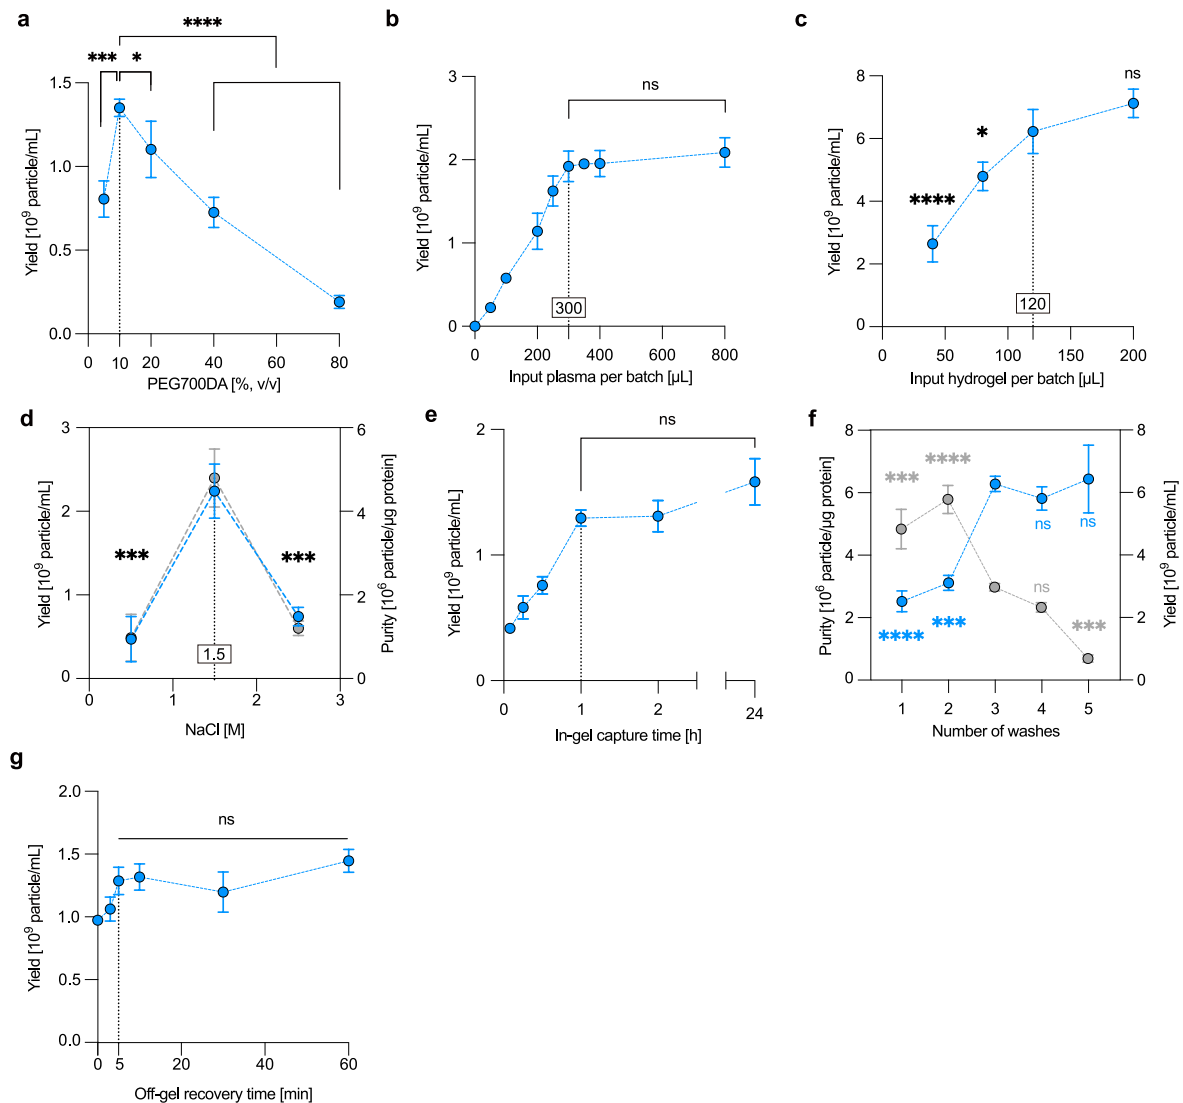 a
****
*** *
1.5
1.0
0.5
0.0
Yield [10⁹ particle/mL]
0 10 20 40 60 80
PEG700DA [%, v/v]
b
ns
3
2
1
0
Yield [10⁹ particle/mL]
300
0 200 400 600 800
Input plasma per batch [µL]
c
ns
*
****
8
6
4
2
0
Yield [10⁹ particle/mL]
120
0 50 100 150 200
Input hydrogel per batch [µL]
d
3
2
1
0
Yield [10⁹ particle/mL]
*** ***
1.5
6
4
2
0
Purity [10⁶ particle/µg protein]
0 1 2 3
NaCl [M]
e
ns
2
1
0
Yield [10⁹ particle/mL]
0 1 2 24
In-gel capture time [h]
f
8
6
4
2
0
Purity [10⁶ particle/µg protein]
*** ****
ns ns
ns ***
**** ***
8
6
4
2
0
Yield [10⁹ particle/mL]
1 2 3 4 5
Number of washes
g
ns
2.0
1.5
1.0
0.5
0.0
Yield [10⁹ particle/mL]
0 5 20 40 60
Off-gel recovery time [min]